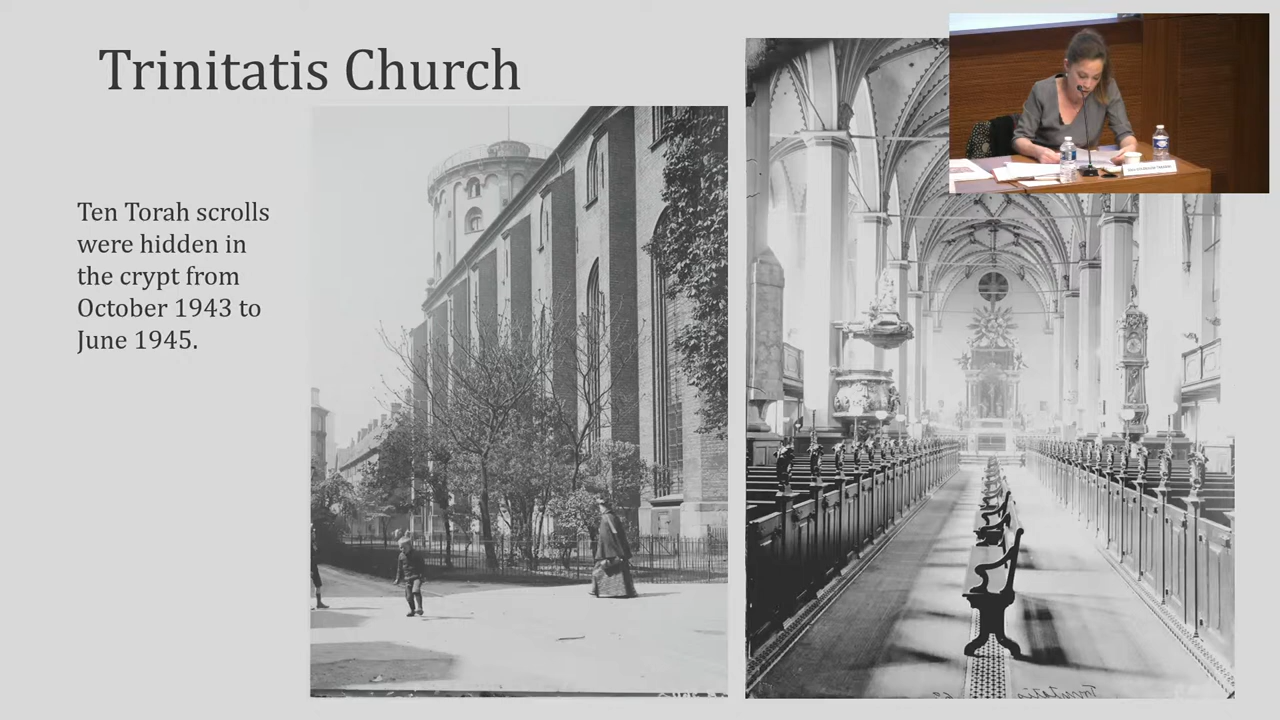 Trinitatis Church
Ten Torah scrolls
were hidden in
the crypt from
October 1943 to
June 1945.